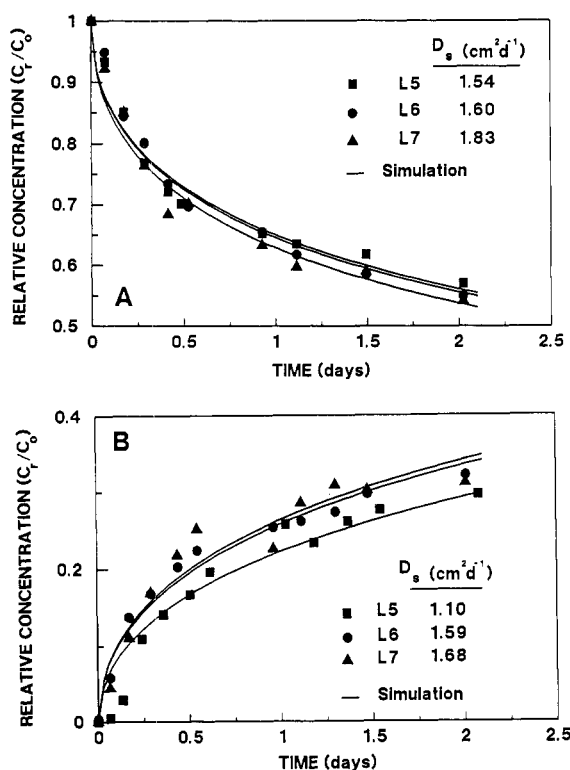 RELATIVE CONCENTRATION (Cr/Co)
1
0.9
0.8
0.7
0.6
0.5
Ds (cm2d-1)
L5 1.54
L6 1.60
L7 1.83
Simulation
A
0 0.5 1 1.5 2 2.5
TIME (days)
RELATIVE CONCENTRATION (Cr/Co)
0.4
0.2
0
B
Ds (cm2d-1)
L5 1.10
L6 1.59
L7 1.68
Simulation
0 0.5 1 1.5 2 2.5
TIME (days)